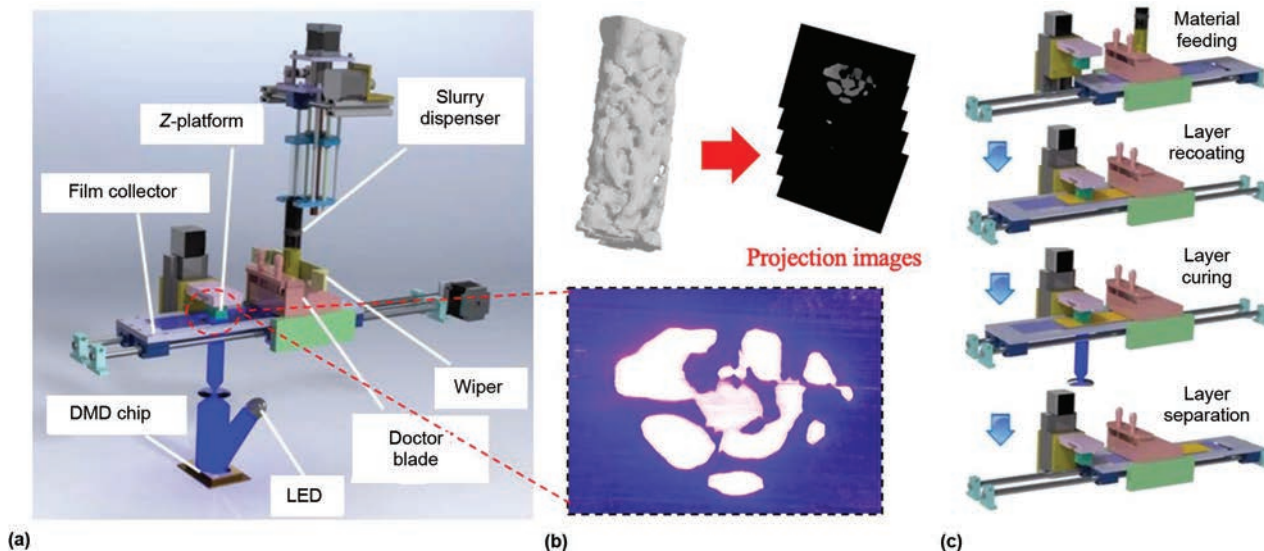 Z-platform
Film collector
Slurry
dispenser
DMD chip
LED
Doctor
blade
Wiper
(a)
Projection images
(b)
Material
feeding
Layer
recoating
Layer
curing
Layer
separation
(c)